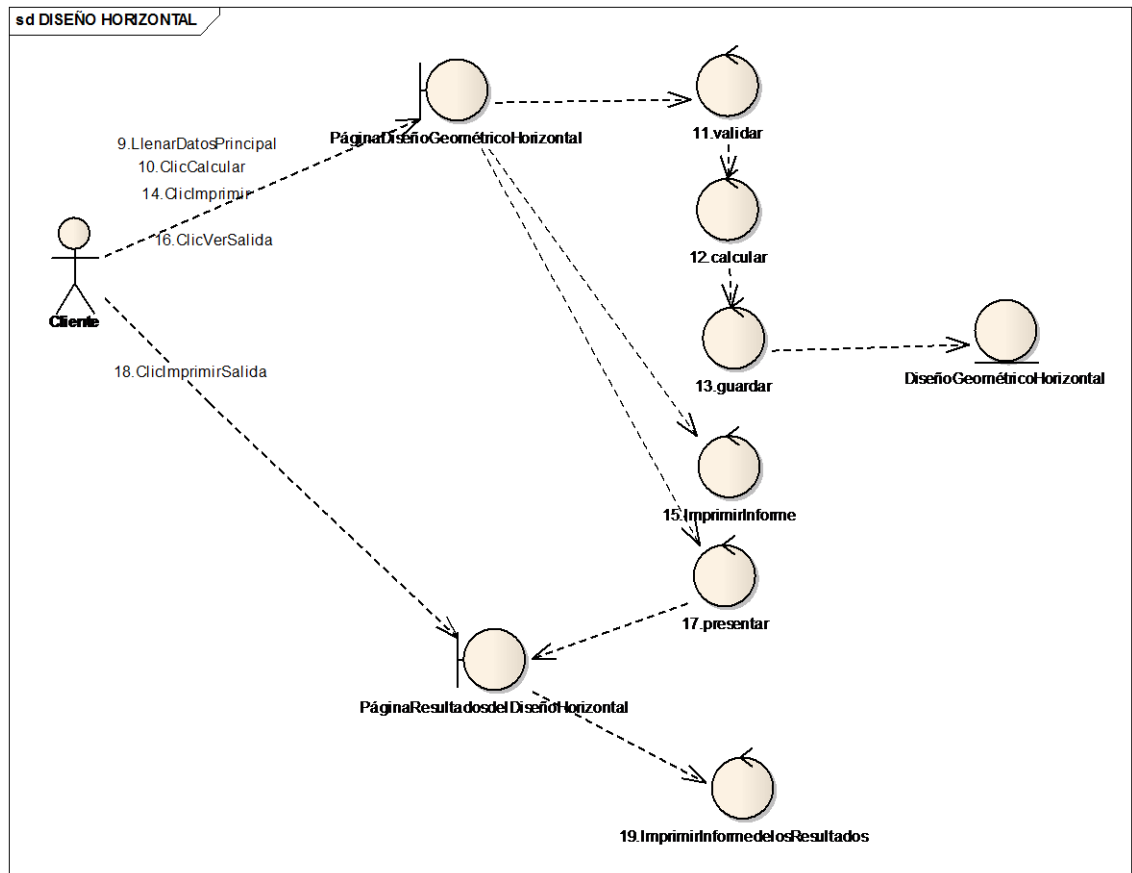 sd DISEÑO HORIZONTAL
PáginaDiseñoGeométricoHorizontal
11.validar
9.LlenarDatosPrincipal
10.ClicCalcular
14.ClicImprimir
16.ClicVerSalida
12.calcular
Cliente
13.guardar
DiseñoGeométricoHorizontal
18.ClicImprimirSalida
15.ImprimirInforme
17.presentar
PáginaResultadosdelDiseñoHorizontal
19.ImprimirInformedelosResultados